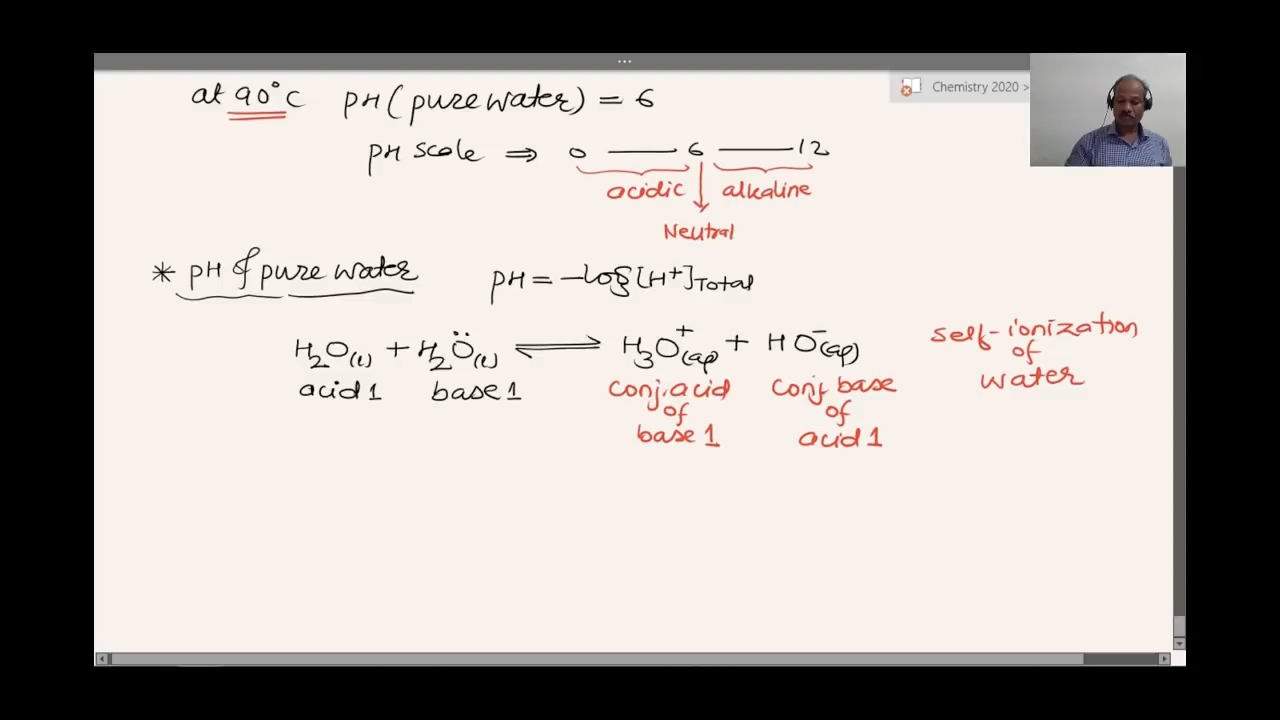 Chemistry 2020 >
at 90°C pH (pure water) = 6
pH scale ⇒ 0 —— 6 —— 12
acidic alkaline
Neutral
* pH of pure water pH = -log[H⁺]Total
H₂O(l) + H₂Ö(l) ⇌ H₃O⁺(aq) + HO⁻(aq)
acid 1 base 1
conj. acid
of
base 1
conj base
of
acid 1
self-ionization
of
water